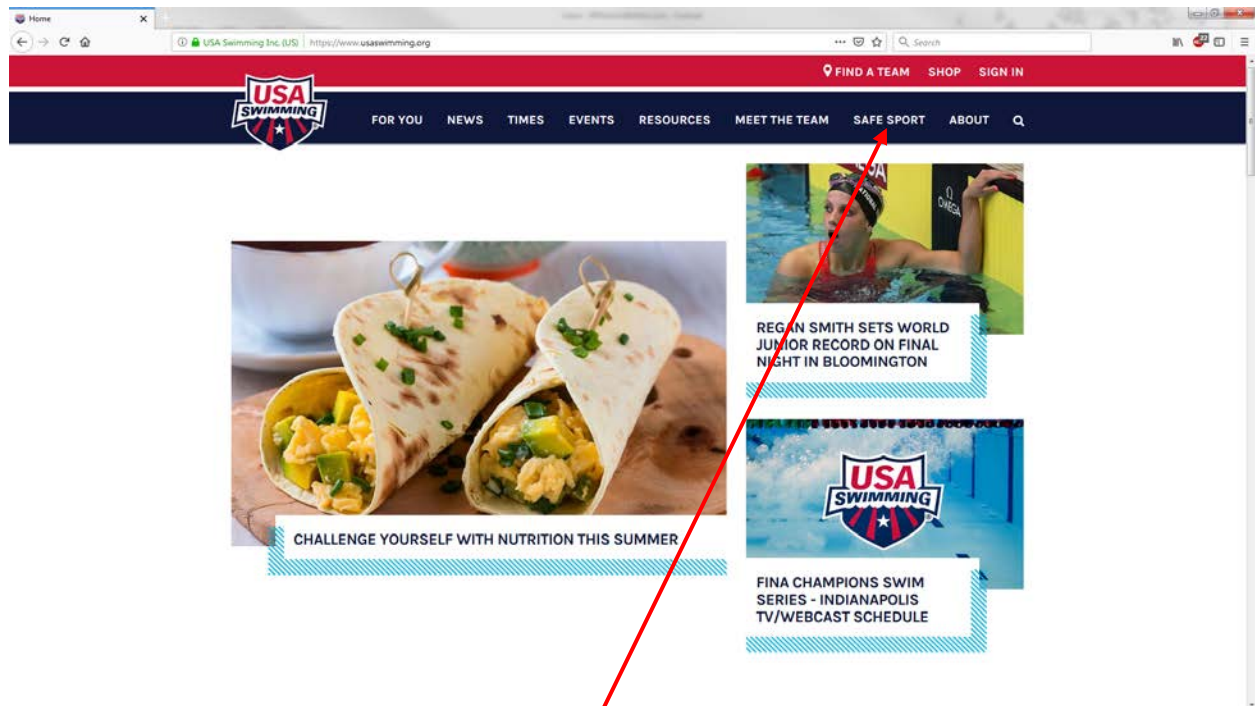 Home
USA Swimming Inc. (US)
https://www.usaswimming.org
Search
FIND A TEAM SHOP SIGN IN
USA
SWIMMING
FOR YOU NEWS TIMES EVENTS RESOURCES MEET THE TEAM SAFE SPORT ABOUT
USA
OMEGA
REGAN SMITH SETS WORLD
JUNIOR RECORD ON FINAL
NIGHT IN BLOOMINGTON
CHALLENGE YOURSELF WITH NUTRITION THIS SUMMER
USA
SWIMMING
FINA CHAMPIONS SWIM
SERIES - INDIANAPOLIS
TV/WEBCAST SCHEDULE